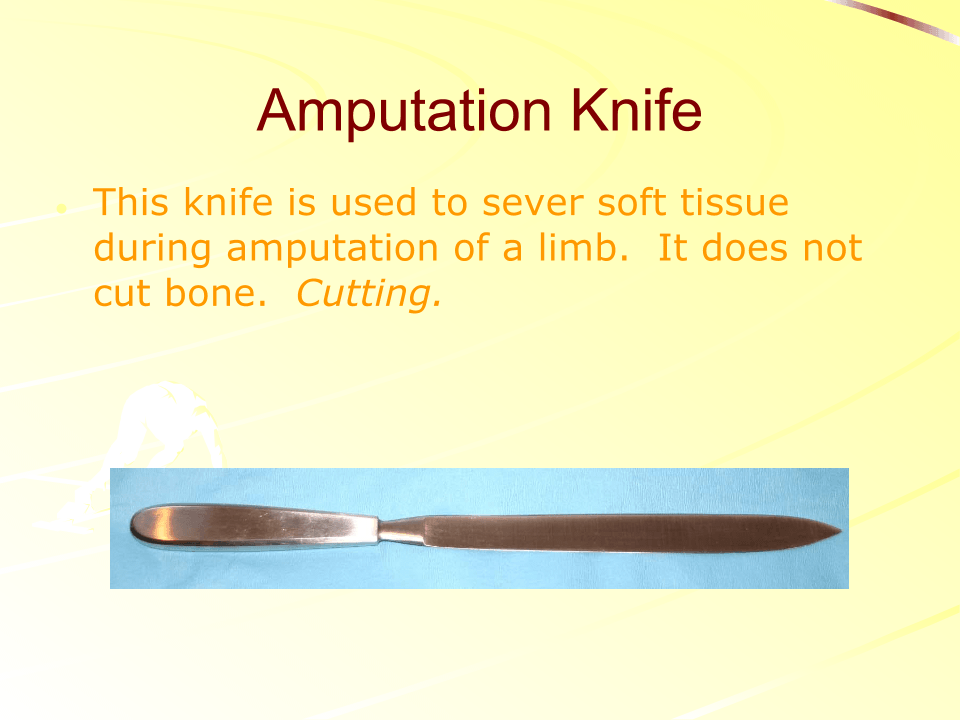 Amputation Knife
• This knife is used to sever soft tissue
during amputation of a limb.  It does not
cut bone.  Cutting.